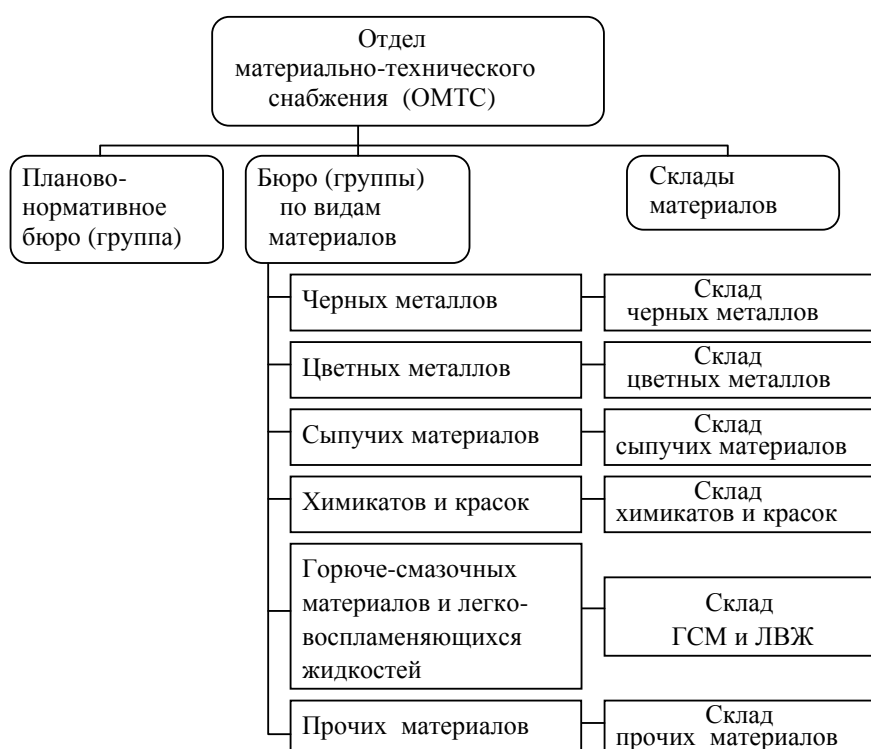 Отдел
материально-технического
снабжения (ОМТС)
Планово-
нормативное
бюро (группа)
Бюро (группы)
по видам
материалов
Склады
материалов
Черных металлов
Склад
черных металлов
Цветных металлов
Склад
цветных металлов
Сыпучих материалов
Склад
сыпучих материалов
Химикатов и красок
Склад
химикатов и красок
Горюче-смазочных
материалов и легко-
воспламеняющихся
жидкостей
Склад
ГСМ и ЛВЖ
Прочих материалов
Склад
прочих материалов